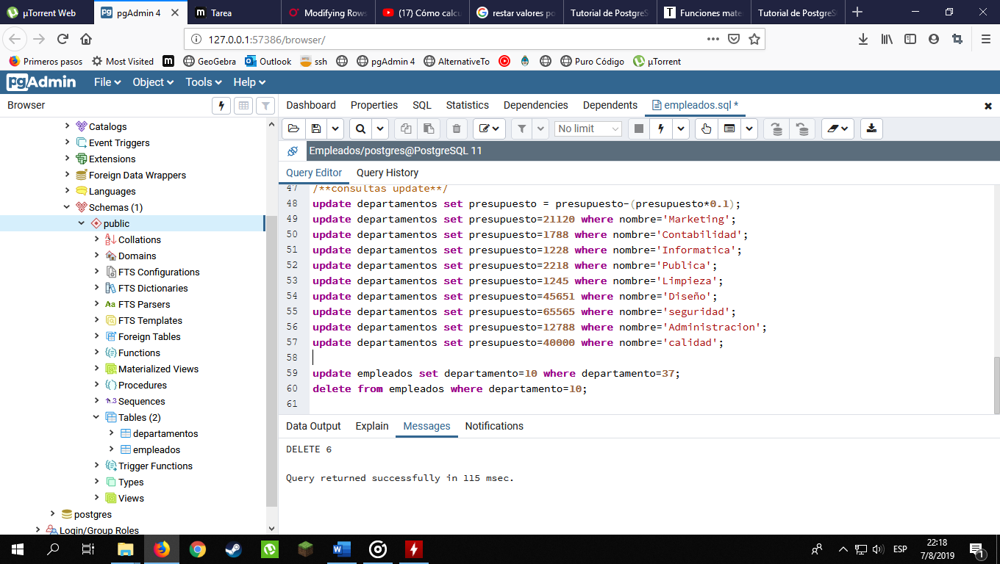 µTorrent Web
pgAdmin 4
Tarea
Modifying Rows
(17) Cómo calcu
restar valores po
Tutorial de PostgreS
Funciones mate
Tutorial de PostgreS
127.0.0.1:57386/browser/
Primeros pasos
Most Visited
GeoGebra
Outlook
ssh
pgAdmin 4
AlternativeTo
Puro Código
µTorrent
pgAdmin
File
Object
Tools
Help
Browser
Dashboard
Properties
SQL
Statistics
Dependencies
Dependents
empleados.sql *
No limit
Empleados/postgres@PostgreSQL 11
Query Editor
Query History
Catalogs
Event Triggers
Extensions
Foreign Data Wrappers
Languages
Schemas (1)
public
Collations
Domains
FTS Configurations
FTS Dictionaries
FTS Parsers
FTS Templates
Foreign Tables
Functions
Materialized Views
Procedures
Sequences
Tables (2)
departamentos
empleados
Trigger Functions
Types
Views
postgres
Login/Group Roles
47 /**consultas update**/
48 update departamentos set presupuesto = presupuesto-(presupuesto*0.1);
49 update departamentos set presupuesto=21120 where nombre='Marketing';
50 update departamentos set presupuesto=1788 where nombre='Contabilidad';
51 update departamentos set presupuesto=1228 where nombre='Informatica';
52 update departamentos set presupuesto=2218 where nombre='Publica';
53 update departamentos set presupuesto=1245 where nombre='Limpieza';
54 update departamentos set presupuesto=45651 where nombre='Diseño';
55 update departamentos set presupuesto=65565 where nombre='seguridad';
56 update departamentos set presupuesto=12788 where nombre='Administracion';
57 update departamentos set presupuesto=40000 where nombre='calidad';
58
59 update empleados set departamento=10 where departamento=37;
60 delete from empleados where departamento=10;
61
Data Output
Explain
Messages
Notifications
DELETE 6
Query returned successfully in 115 msec.
ESP
22:18
7/8/2019
1